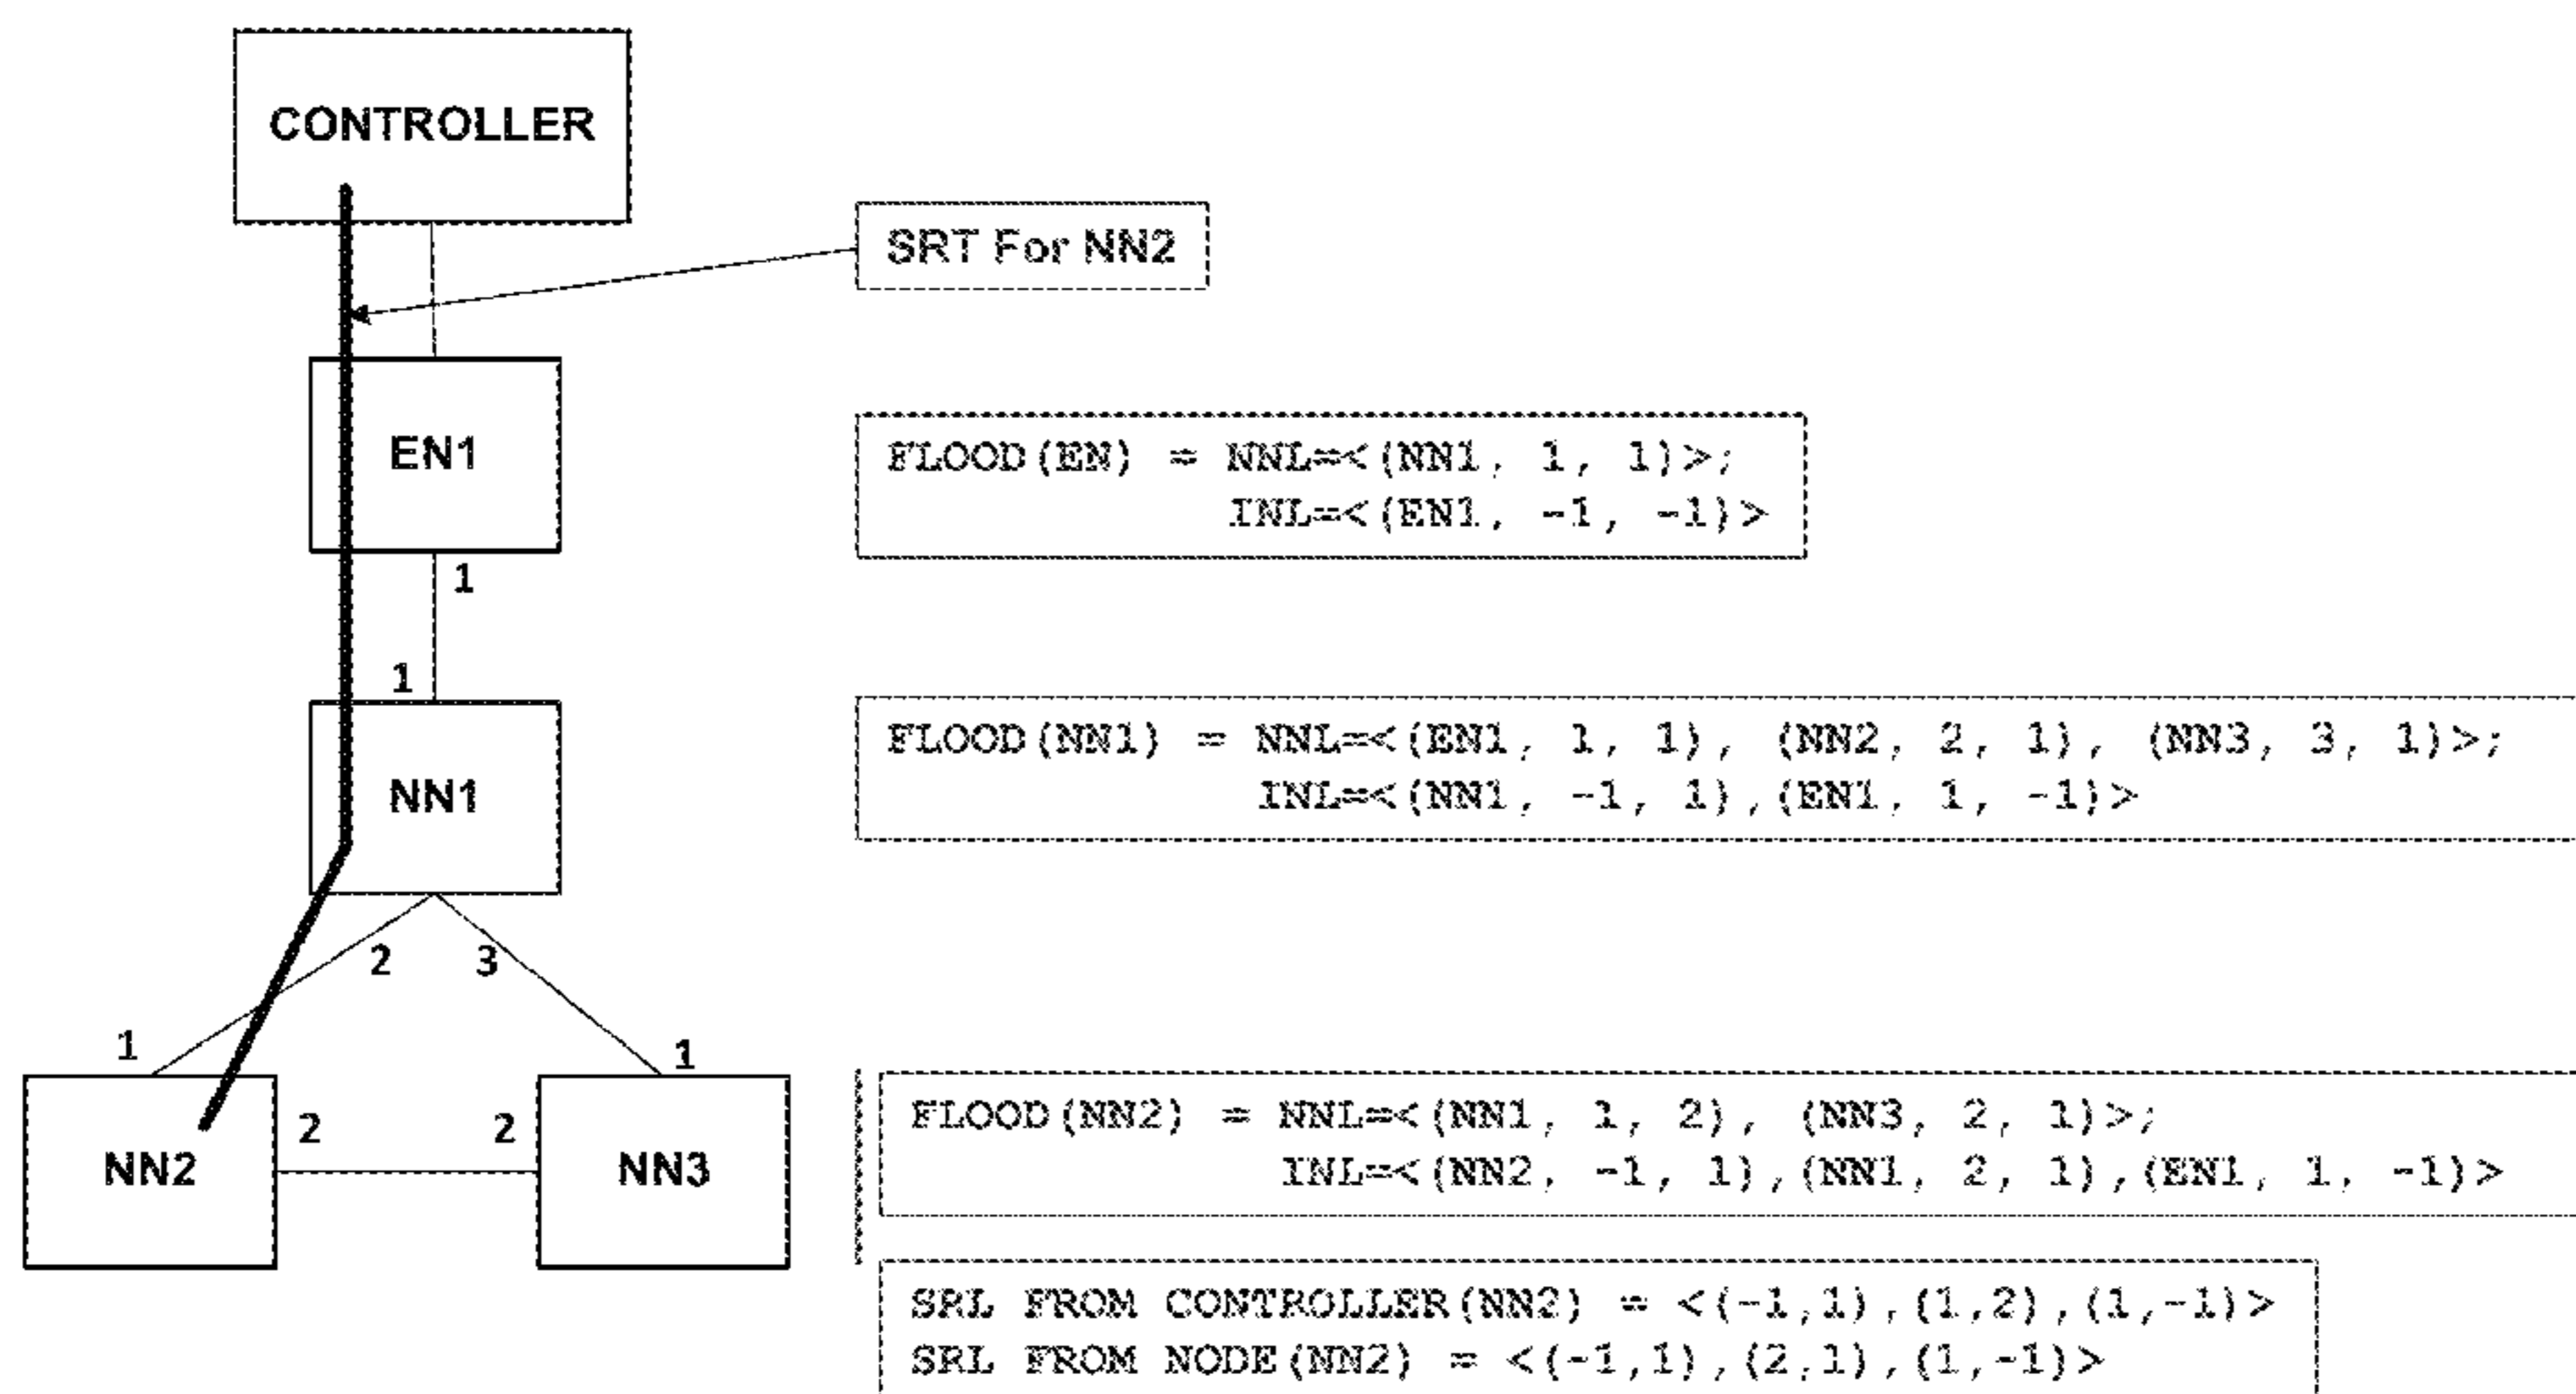 CONTROLLER
SRT For NN2
EN1
FLOOD(EN) = NNL=<(NN1, 1, 1)>;
INL=<(EN1, -1, -1)>
1
1
NN1
FLOOD(NN1) = NNL=<(EN1, 1, 1), (NN2, 2, 1), (NN3, 3, 1)>;
INL=<(NN1, -1, 1),(EN1, 1, -1)>
2
3
1
1
NN2
2
2
NN3
FLOOD(NN2) = NNL=<(NN1, 1, 2), (NN3, 2, 1)>;
INL=<(NN2, -1, 1),(NN1, 2, 1),(EN1, 1, -1)>
SRL FROM CONTROLLER(NN2) = <(-1,1),(1,2),(1,-1)>
SRL FROM NODE(NN2) = <(-1,1),(2,1),(1,-1)>